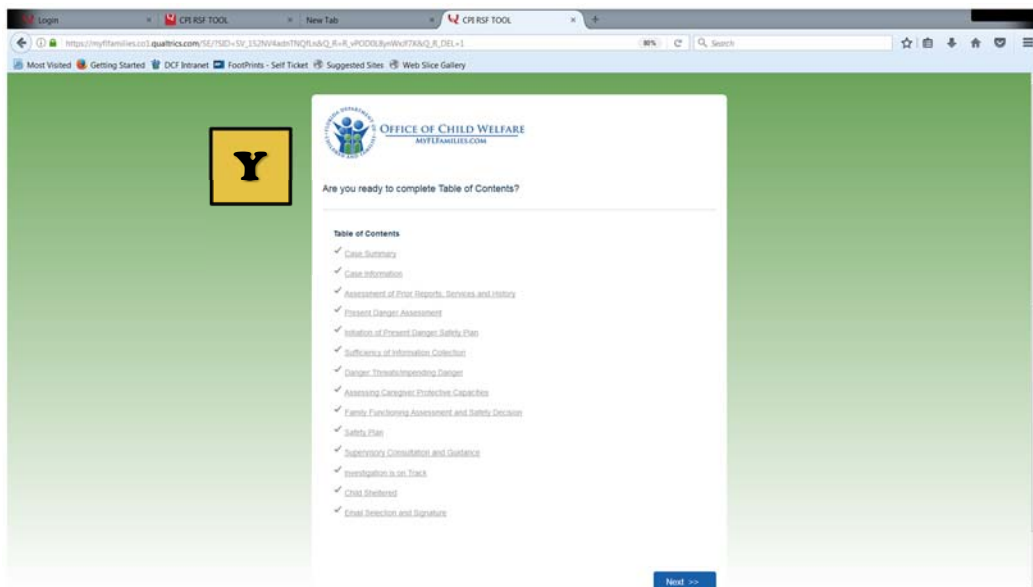 Login
CPI RSF TOOL
New Tab
CPI RSF TOOL
80%
Search
Most Visited Getting Started DCF Intranet FootPrints - Self Ticket Suggested Sites Web Slice Gallery
OFFICE OF CHILD WELFARE
MYFLFAMILIES.COM
Y
Are you ready to complete Table of Contents?
Table of Contents
Case Summary
Case Information
Assessment of Prior Reports, Services and History
Present Danger Assessment
Initiation of Present Danger Safety Plan
Sufficiency of Information Collection
Danger Threats/Impending Danger
Assessing Caregiver Protective Capacities
Family Functioning Assessment and Safety Decision
Safety Plan
Supervisory Consultation and Guidance
Investigation is on Track
Child Sheltered
Email Selection and Signature
Next >>